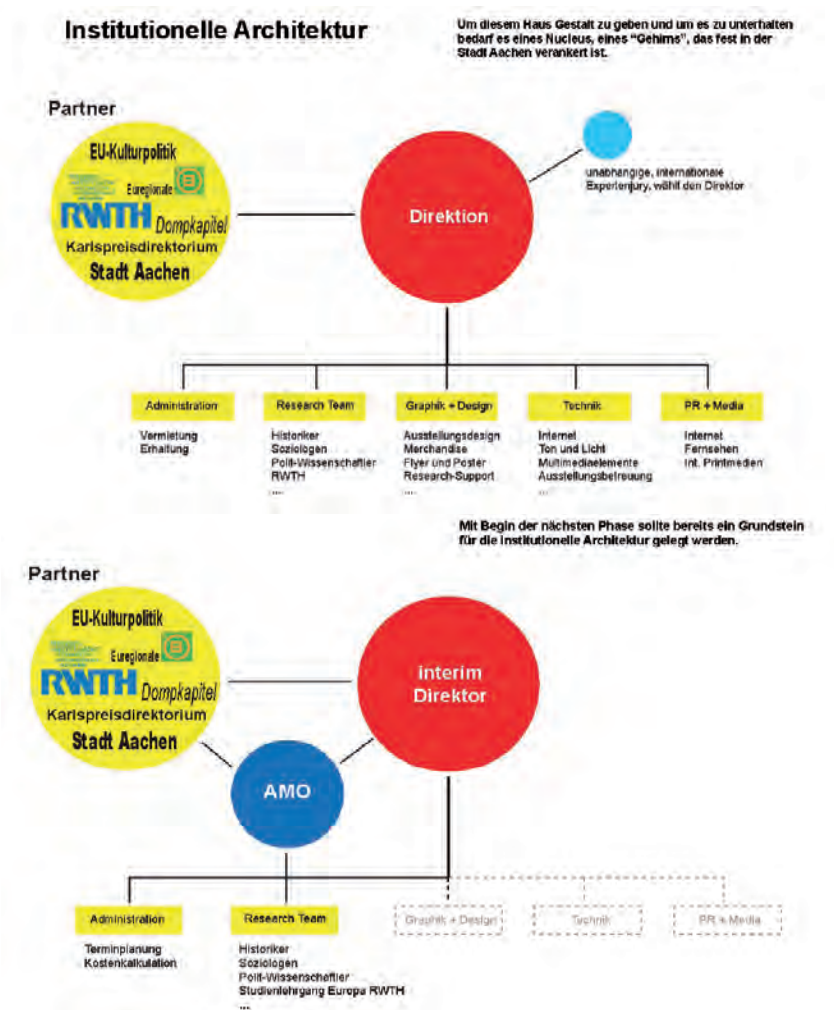 Institutionelle Architektur
Um diesem Haus Gestalt zu geben und um es zu unterhalten
bedarf es eines Nucleus, eines "Gehirns", das fest in der
Stadt Aachen verankert ist.
Partner
EU-Kulturpolitik
Euregionale
RWTH
Dompkapitel
Karlspreisdirektorium
Stadt Aachen
Direktion
unabhängige, internationale
Expertenjury, wählt den Direktor
Administration
Vermietung
Erhaltung
Research Team
Historiker
Soziologen
Polit-Wissenschaftler
RWTH
....
Graphik + Design
Ausstellungsdesign
Merchandise
Flyer und Poster
Research-Support
....
Technik
Internet
Ton und Licht
Multimediaelemente
Ausstellungsbetreuung
...
PR + Media
Internet
Fernsehen
Int. Printmedien
Mit Begin der nächsten Phase sollte bereits ein Grundstein
für die Institutionelle Architektur gelegt werden.
Partner
EU-Kulturpolitik
Euregionale
RWTH
Dompkapitel
Karlspreisdirektorium
Stadt Aachen
interim
Direktor
AMO
Administration
Terminplanung
Kostenkalkulation
Research Team
Historiker
Soziologen
Polit-Wissenschaftler
Studienlehrgang Europa RWTH
...
Graphik + Design
Technik
PR + Media